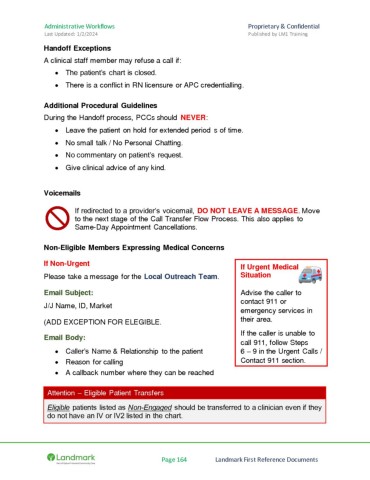 Administrative Workflows Proprietary & Confidential
Last Updated: 1/2/2024 Published by LM1 Training
Handoff Exceptions
A clinical staff member may refuse a call if:
• The patient's chart is closed.
• There is a conflict in RN licensure or APC credentialling.
Additional Procedural Guidelines
During the Handoff process, PCCs should NEVER:
• Leave the patient on hold for extended period s of time.
• No small talk / No Personal Chatting.
• No commentary on patient's request.
• Give clinical advice of any kind.
Voicemails
If redirected to a provider's voicemail, DO NOT LEAVE A MESSAGE. Move
to the next stage of the Call Transfer Flow Process. This also applies to
Same-Day Appointment Cancellations.
Non-Eligible Members Expressing Medical Concerns
If Non-Urgent
Please take a message for the Local Outreach Team.
Email Subject:
J/J Name, ID, Market
(ADD EXCEPTION FOR ELEGIBLE.
Email Body:
• Caller's Name & Relationship to the patient
• Reason for calling
• A callback number where they can be reached
If Urgent Medical
Situation
Advise the caller to
contact 911 or
emergency services in
their area.
If the caller is unable to
call 911, follow Steps
6 – 9 in the Urgent Calls /
Contact 911 section.
Attention – Eligible Patient Transfers
Eligible patients listed as Non-Engaged should be transferred to a clinician even if they
do not have an IV or IV2 listed in the chart.
Landmark Page 164 Landmark First Reference Documents